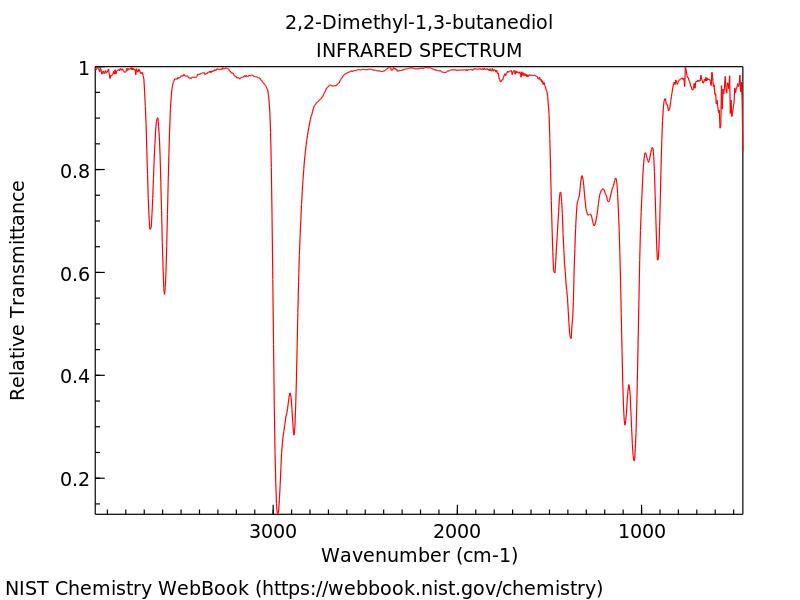 2,2-Dimethyl-1,3-butanediol
INFRARED SPECTRUM
1
0.8
0.6
0.4
0.2
Relative Transmittance
3000 2000 1000
Wavenumber (cm-1)
NIST Chemistry WebBook (https://webbook.nist.gov/chemistry)